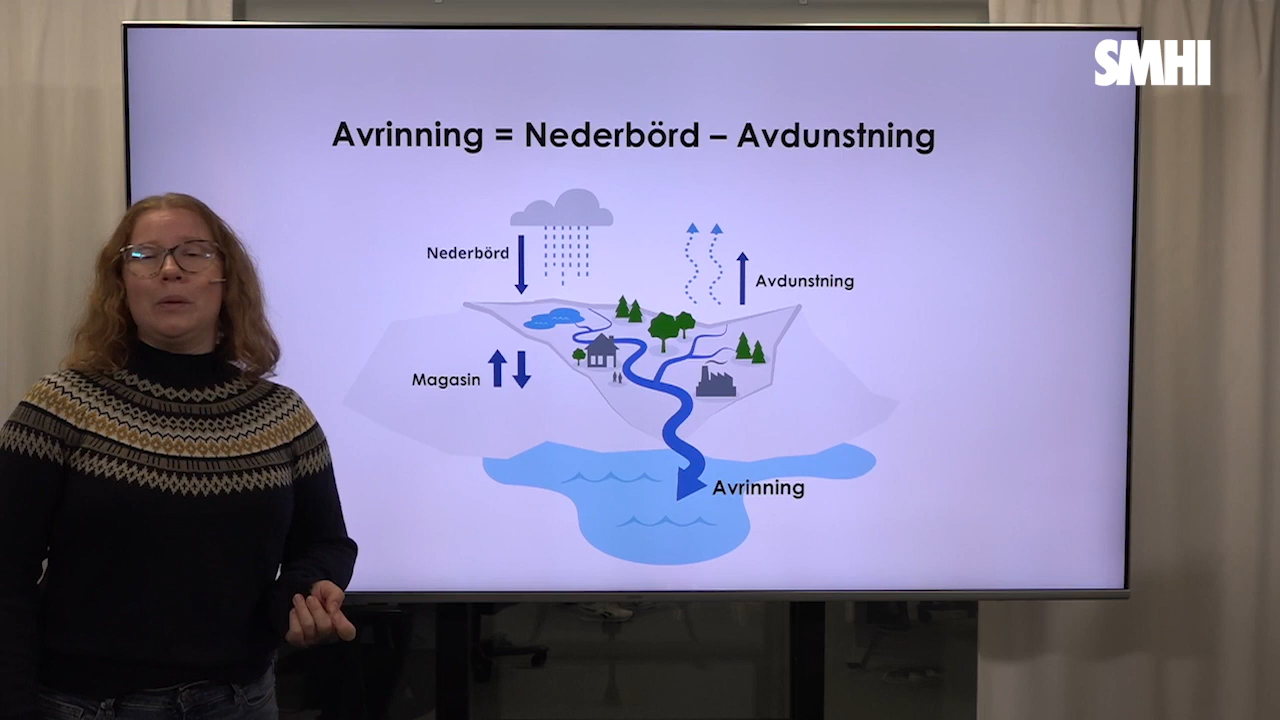 SMHI
Avrinning = Nederbörd – Avdunstning
Nederbörd
Avdunstning
Magasin
Avrinning